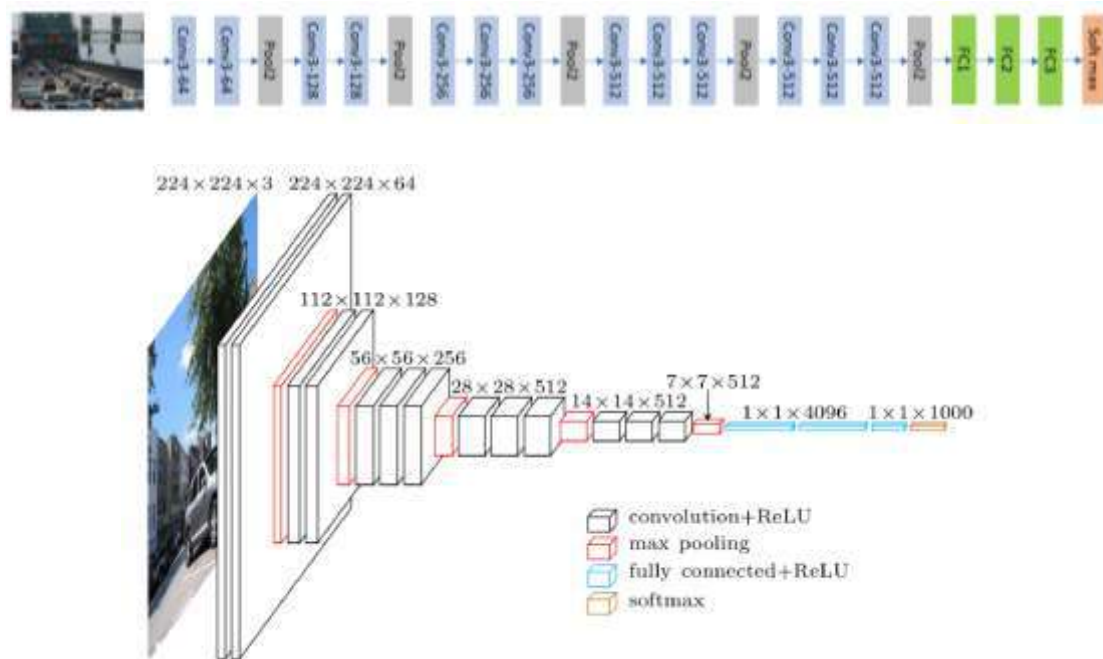 Conv3-64
Conv3-64
Pool2
Conv3-128
Conv3-128
Pool2
Conv3-256
Conv3-256
Conv3-256
Pool2
Conv3-512
Conv3-512
Conv3-512
Pool2
Conv3-512
Conv3-512
Conv3-512
Pool2
FC1
FC2
FC3
Soft max
224×224×3
224×224×64
112×112×128
56×56×256
28×28×512
14×14×512
7×7×512
1×1×4096
1×1×1000
convolution+ReLU
max pooling
fully connected+ReLU
softmax